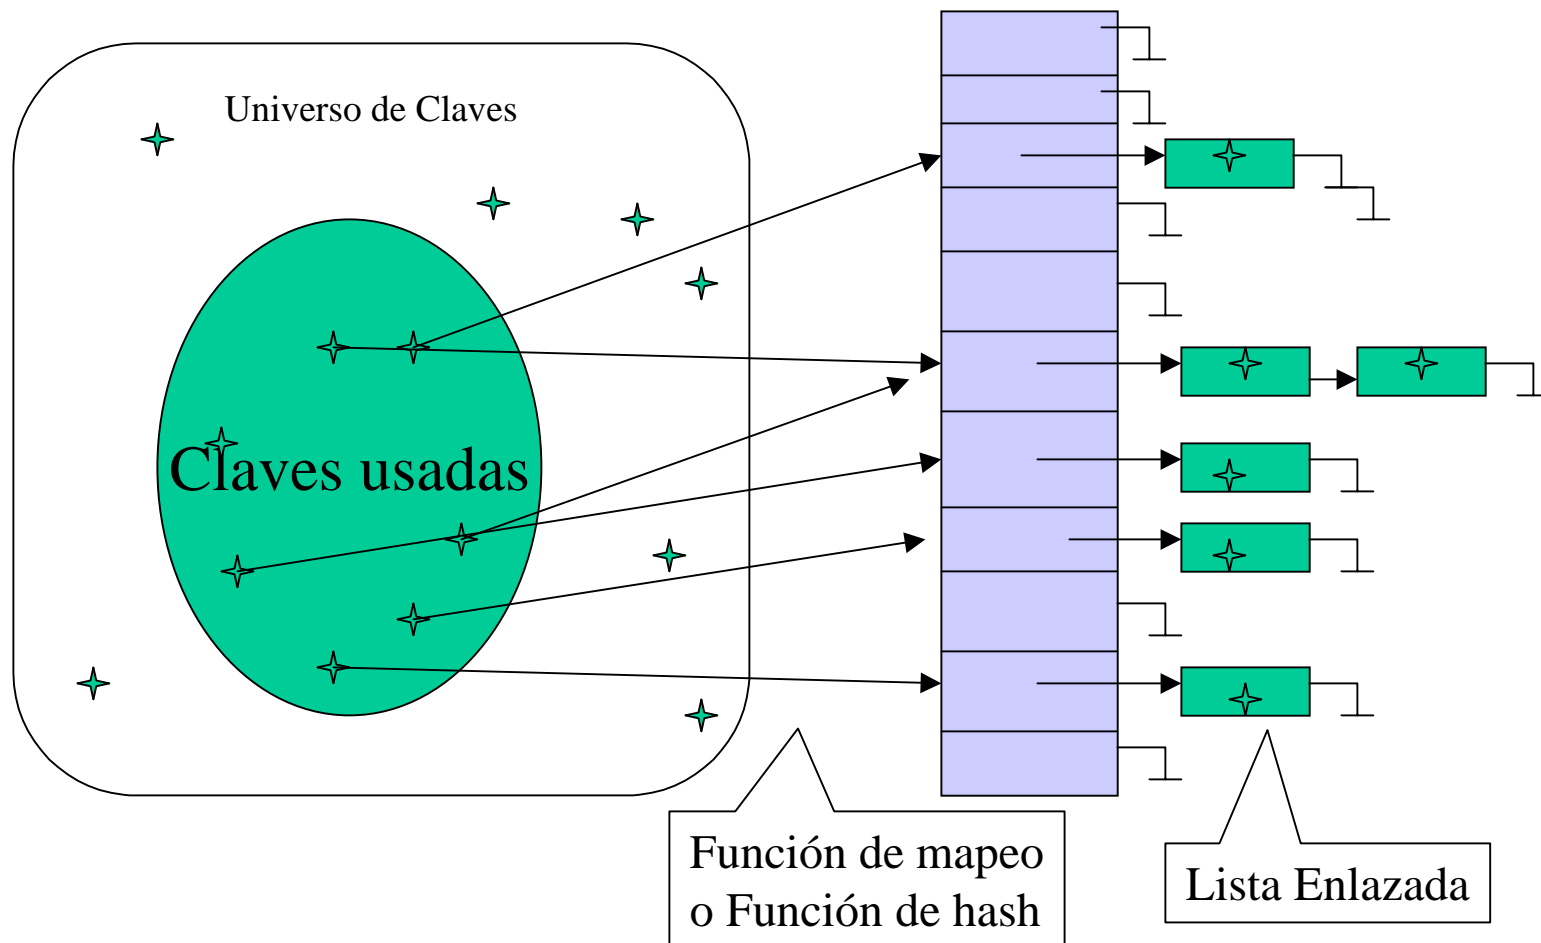 Universo de Claves
Claves usadas
Función de mapeo
o Función de hash
Lista Enlazada